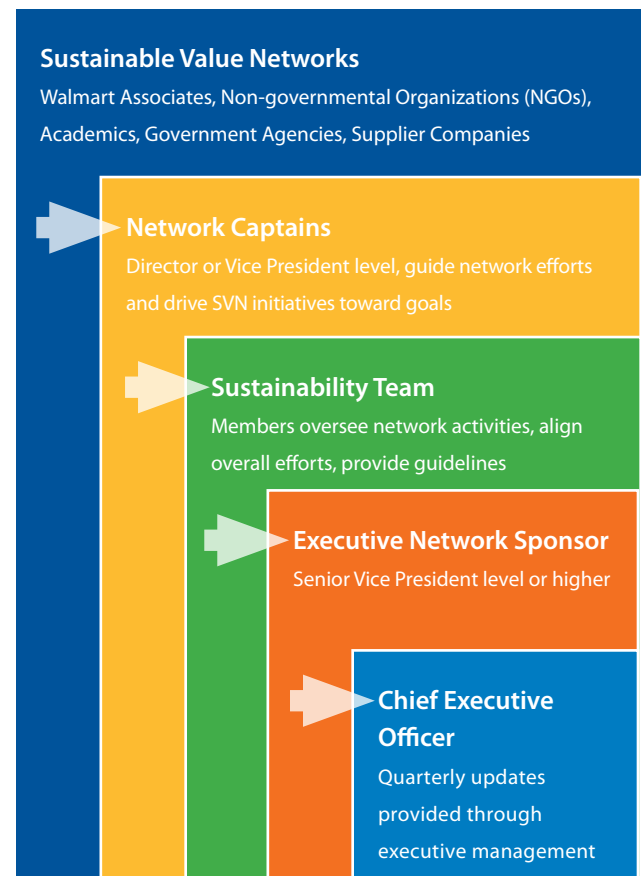 Sustainable Value Networks
Walmart Associates, Non-governmental Organizations (NGOs),
Academics, Government Agencies, Supplier Companies
Network Captains
Director or Vice President level, guide network efforts
and drive SVN initiatives toward goals
Sustainability Team
Members oversee network activities, align
overall efforts, provide guidelines
Executive Network Sponsor
Senior Vice President level or higher
Chief Executive
Officer
Quarterly updates
provided through
executive management